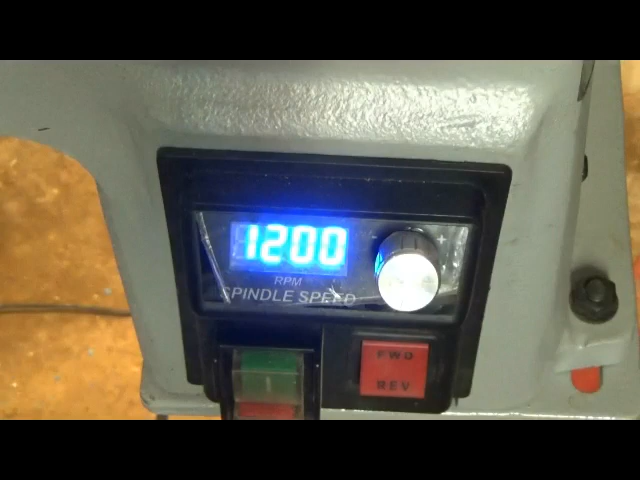 1200
RPM
SPINDLE SPEED
+
FWD
REV